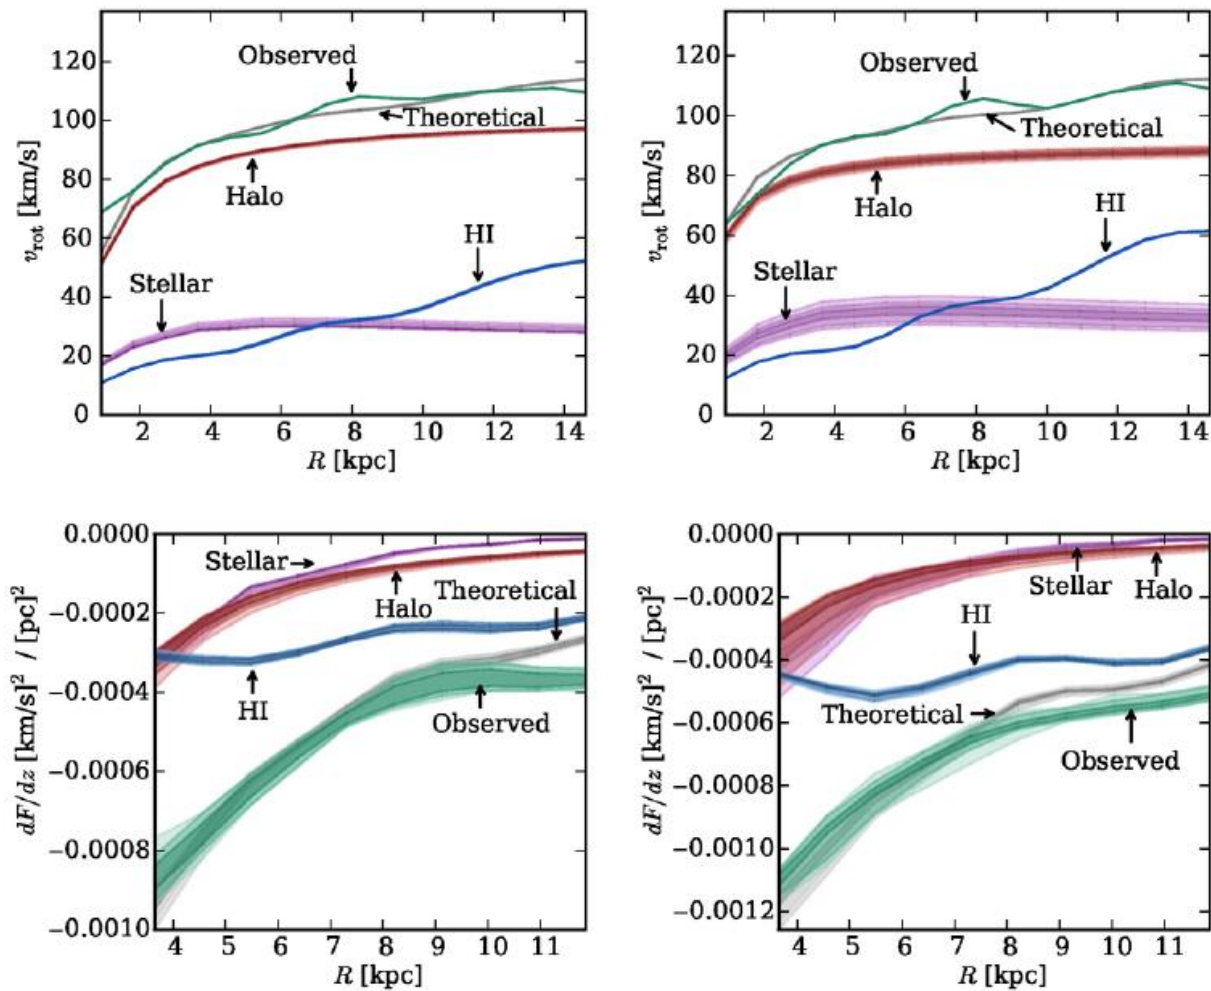 120
100
80
60
40
20
0
v_rot [km/s]
Observed
Theoretical
Halo
HI
Stellar
2 4 6 8 10 12 14
R [kpc]
120
100
80
60
40
20
0
v_rot [km/s]
Observed
Theoretical
Halo
HI
Stellar
2 4 6 8 10 12 14
R [kpc]
0.0000
−0.0002
−0.0004
−0.0006
−0.0008
−0.0010
dF/dz [km/s]² / [pc]²
Stellar
Halo
Theoretical
HI
Observed
4 5 6 7 8 9 10 11
R [kpc]
0.0000
−0.0002
−0.0004
−0.0006
−0.0008
−0.0010
−0.0012
dF/dz [km/s]² / [pc]²
Stellar
Halo
HI
Theoretical
Observed
4 5 6 7 8 9 10 11
R [kpc]